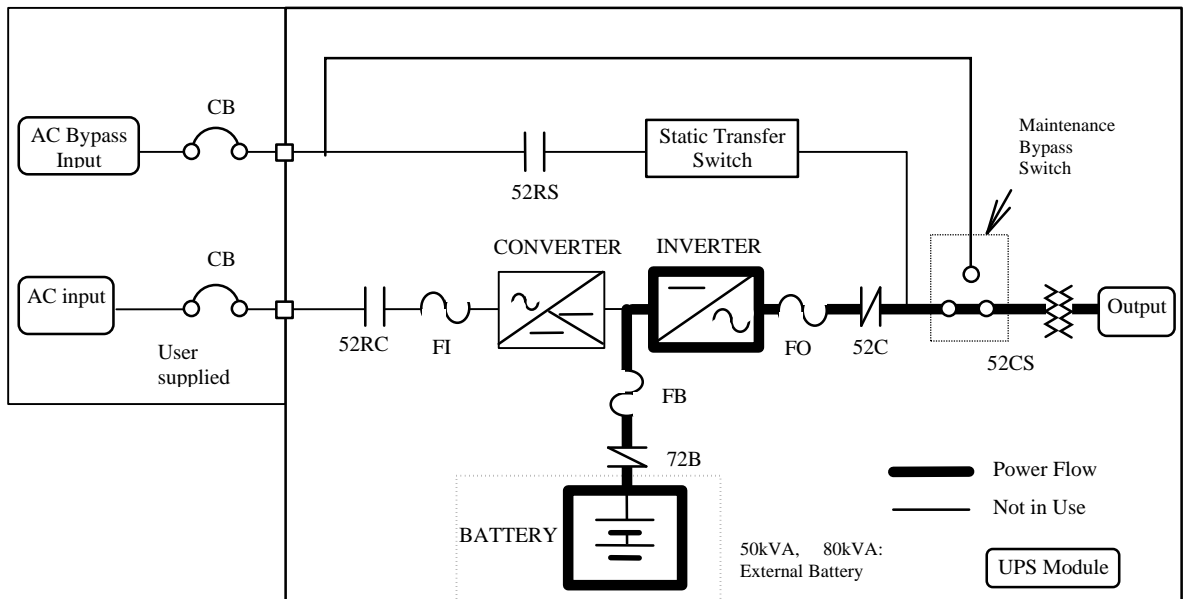 CB
AC Bypass
Input
Static Transfer
Switch
Maintenance
Bypass
Switch
52RS
CONVERTER
INVERTER
CB
AC input
Output
52RC
FI
FO
52C
52CS
User
supplied
FB
72B
BATTERY
Power Flow
Not in Use
50kVA, 80kVA:
External Battery
UPS Module